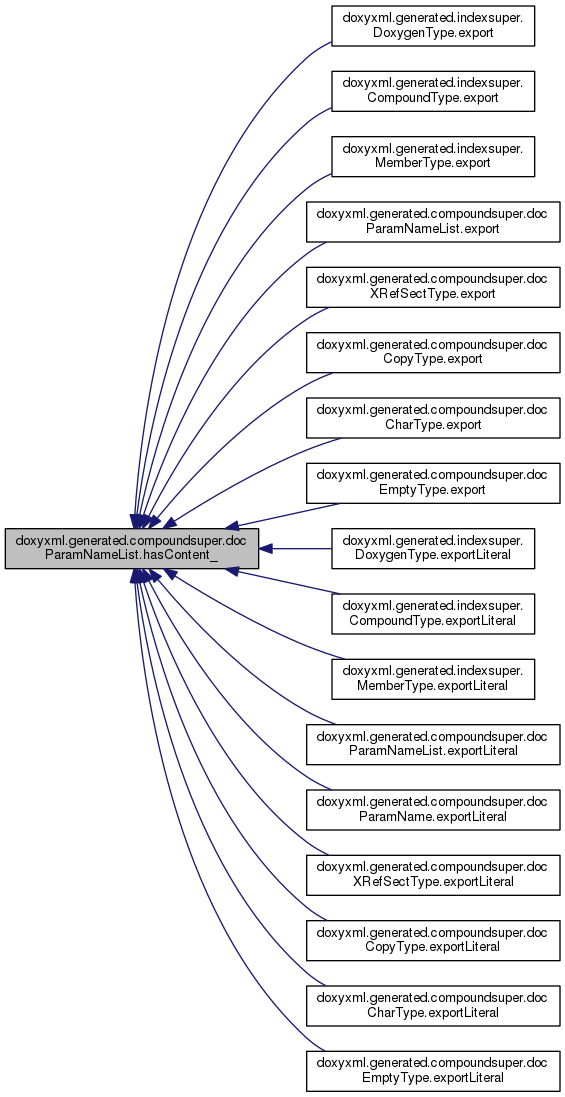 doxyxml.generated.indexsuper.
DoxygenType.export
doxyxml.generated.indexsuper.
CompoundType.export
doxyxml.generated.indexsuper.
MemberType.export
doxyxml.generated.compoundsuper.doc
ParamNameList.export
doxyxml.generated.compoundsuper.doc
XRefSectType.export
doxyxml.generated.compoundsuper.doc
CopyType.export
doxyxml.generated.compoundsuper.doc
CharType.export
doxyxml.generated.compoundsuper.doc
EmptyType.export
doxyxml.generated.compoundsuper.doc
ParamNameList.hasContent_
doxyxml.generated.indexsuper.
DoxygenType.exportLiteral
doxyxml.generated.indexsuper.
CompoundType.exportLiteral
doxyxml.generated.indexsuper.
MemberType.exportLiteral
doxyxml.generated.compoundsuper.doc
ParamNameList.exportLiteral
doxyxml.generated.compoundsuper.doc
ParamName.exportLiteral
doxyxml.generated.compoundsuper.doc
XRefSectType.exportLiteral
doxyxml.generated.compoundsuper.doc
CopyType.exportLiteral
doxyxml.generated.compoundsuper.doc
CharType.exportLiteral
doxyxml.generated.compoundsuper.doc
EmptyType.exportLiteral